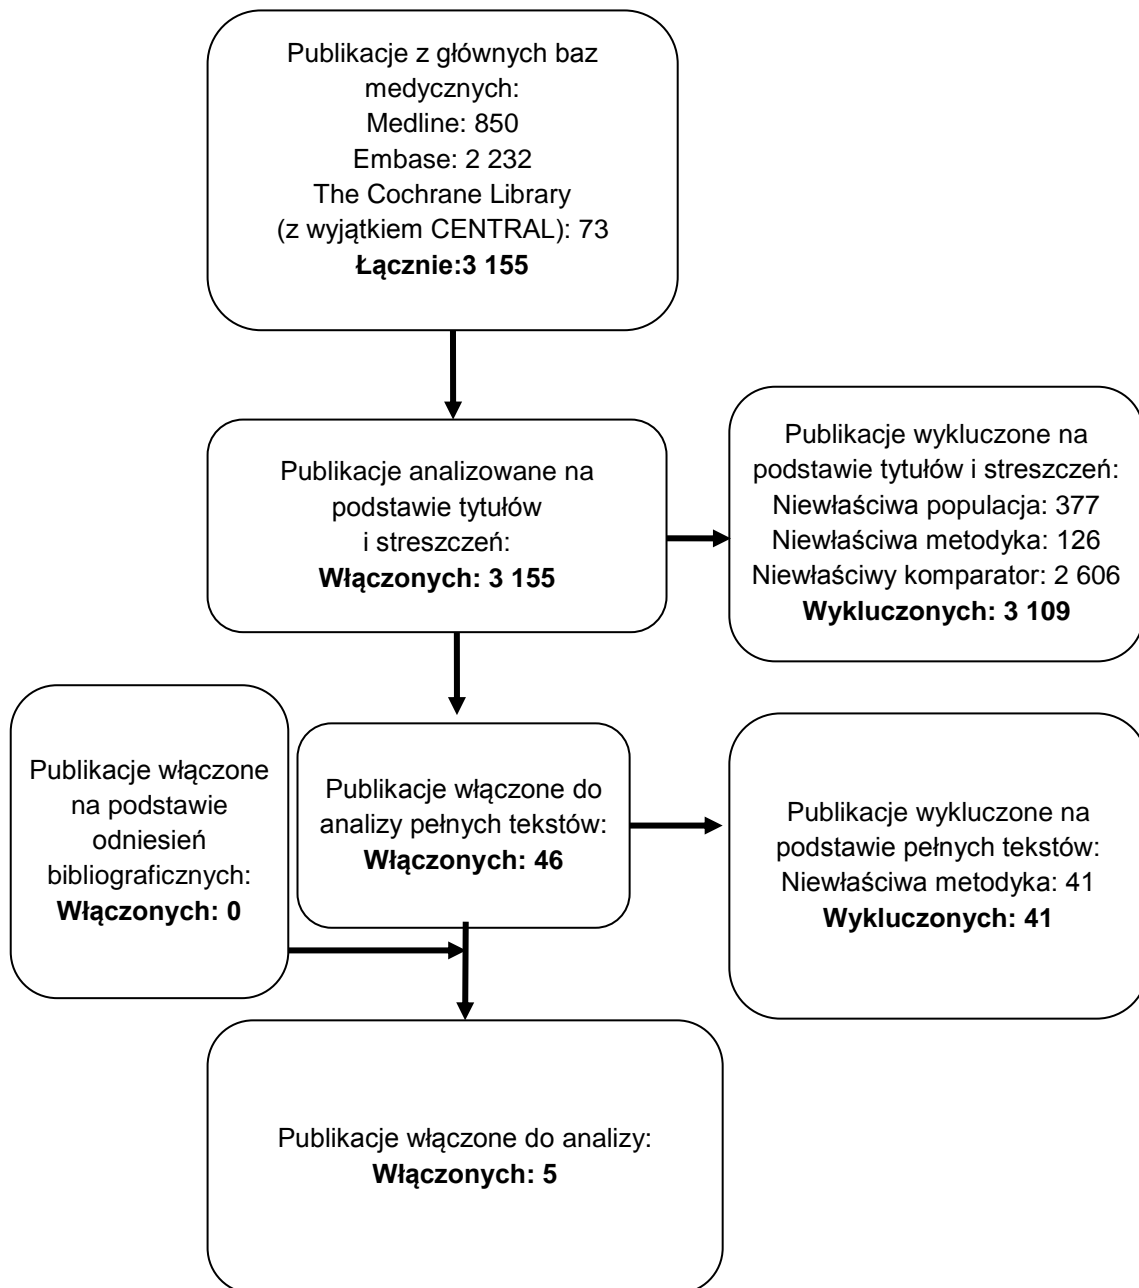 Publikacje z głównych baz
medycznych:
Medline: 850
Embase: 2 232
The Cochrane Library
(z wyjątkiem CENTRAL): 73
Łącznie:3 155
Publikacje analizowane na
podstawie tytułów
i streszczeń:
Włączonych: 3 155
Publikacje wykluczone na
podstawie tytułów i streszczeń:
Niewłaściwa populacja: 377
Niewłaściwa metodyka: 126
Niewłaściwy komparator: 2 606
Wykluczonych: 3 109
Publikacje włączone
na podstawie
odniesień
bibliograficznych:
Włączonych: 0
Publikacje włączone do
analizy pełnych tekstów:
Włączonych: 46
Publikacje wykluczone na
podstawie pełnych tekstów:
Niewłaściwa metodyka: 41
Wykluczonych: 41
Publikacje włączone do analizy:
Włączonych: 5